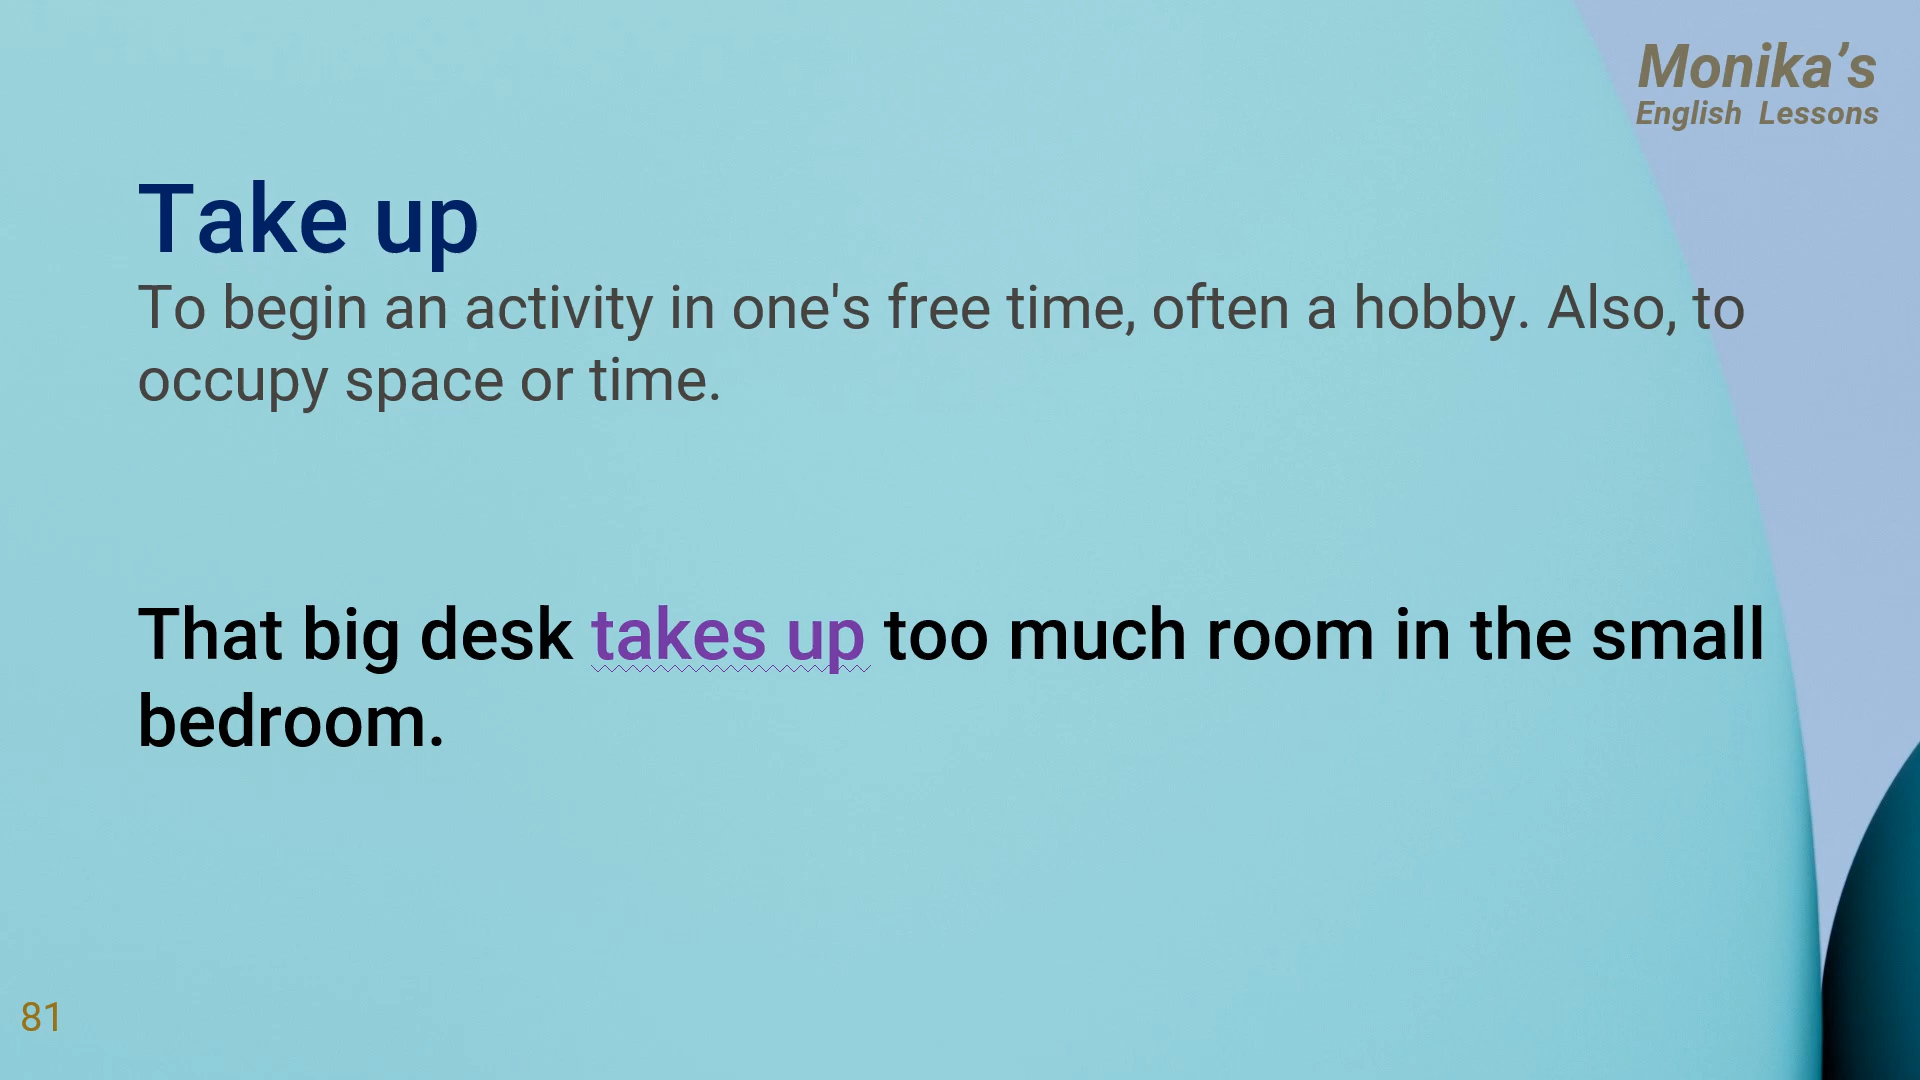 Monika’s
English Lessons
Take up
To begin an activity in one's free time, often a hobby. Also, to
occupy space or time.
That big desk takes up too much room in the small
bedroom.
81